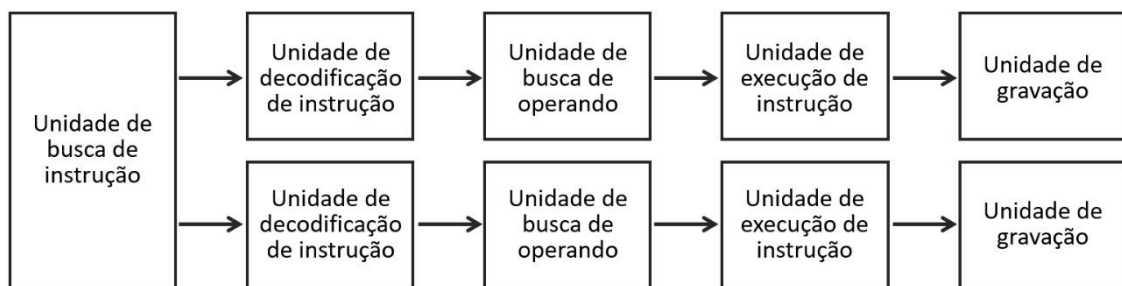 Unidade de
busca de
instrução
Unidade de
decodificação
de instrução
Unidade de
busca de
operando
Unidade de
execução de
instrução
Unidade de
gravação
Unidade de
decodificação
de instrução
Unidade de
busca de
operando
Unidade de
execução de
instrução
Unidade de
gravação